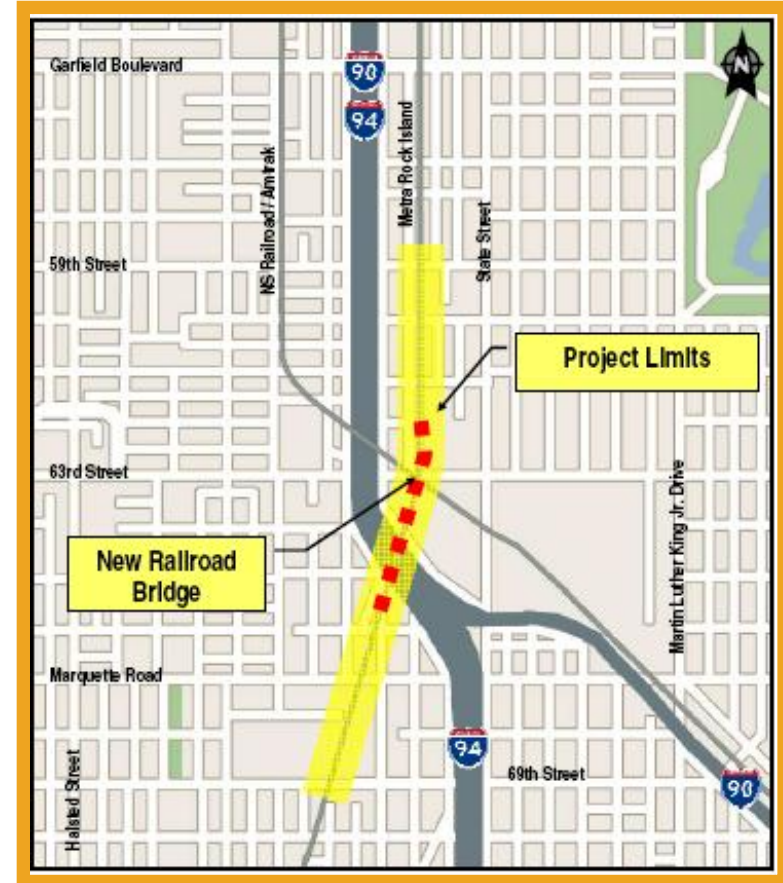 Garfield Boulevard
90
94
N
NS Railroad / Amtrak
Metra Rock Island
State Street
59th Street
Project Limits
63rd Street
New Railroad
Bridge
Martin Luther King Jr. Drive
Marquette Road
Halsted Street
94
69th Street
90